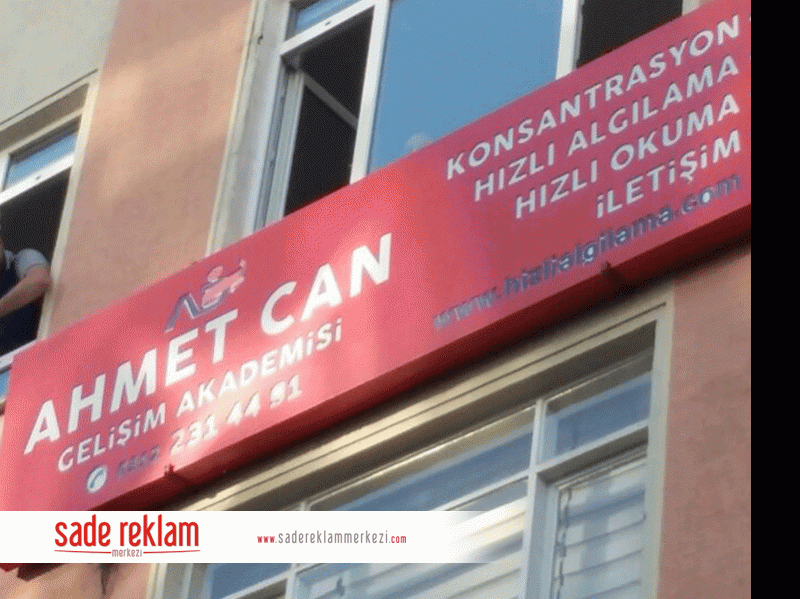 KONSANTRASYON
HIZLI ALGILAMA
HIZLI OKUMA
İLETİŞİM
www.hizlialgilama.com
AHMET CAN
GELİŞİM AKADEMİSİ
231 44 91
sade reklam
merkezi
www.sadereklammerkezi.com